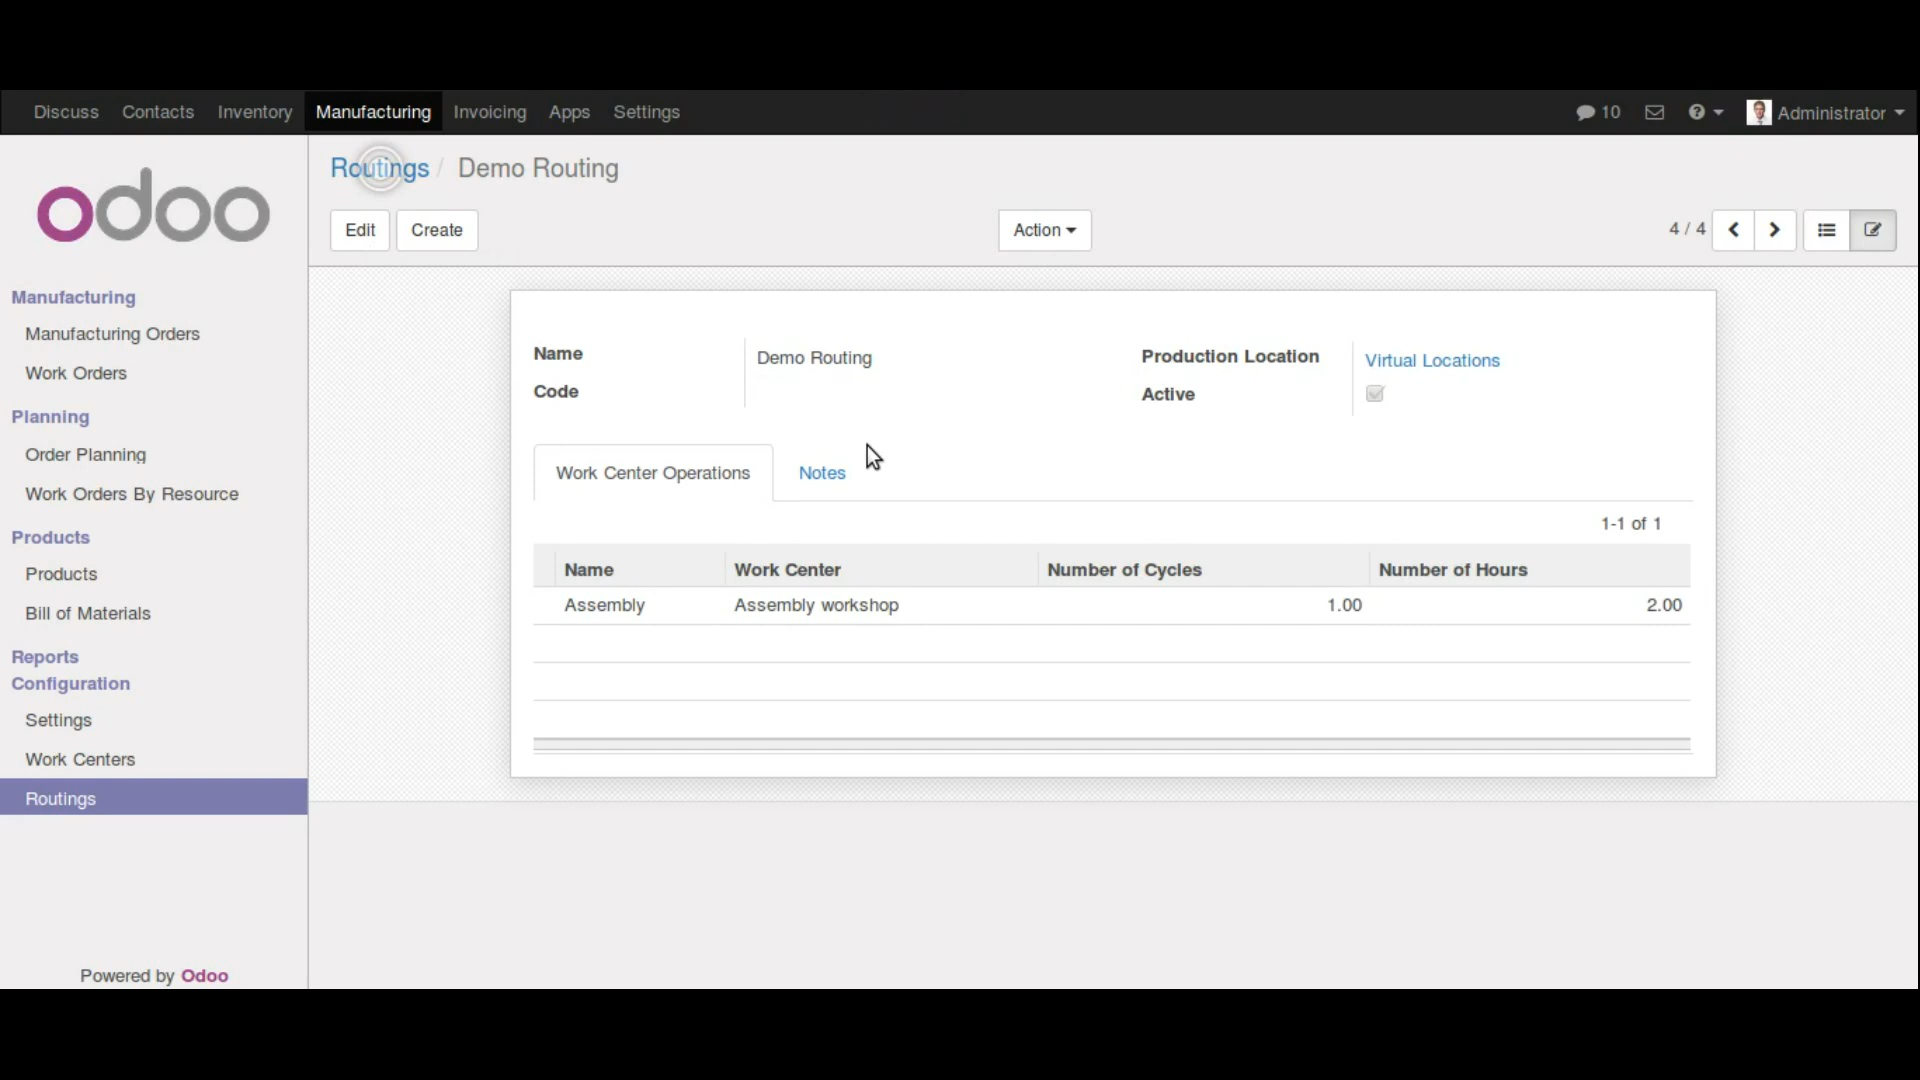 Discuss Contacts Inventory Manufacturing Invoicing Apps Settings 10 Administrator
odoo
Routings / Demo Routing
Edit Create Action 4 / 4
Manufacturing
Manufacturing Orders
Work Orders
Planning
Order Planning
Work Orders By Resource
Products
Products
Bill of Materials
Reports
Configuration
Settings
Work Centers
Routings
Powered by Odoo
Name Demo Routing Production Location Virtual Locations
Code Active
Work Center Operations Notes
1-1 of 1
Name Work Center Number of Cycles Number of Hours
Assembly Assembly workshop 1.00 2.00